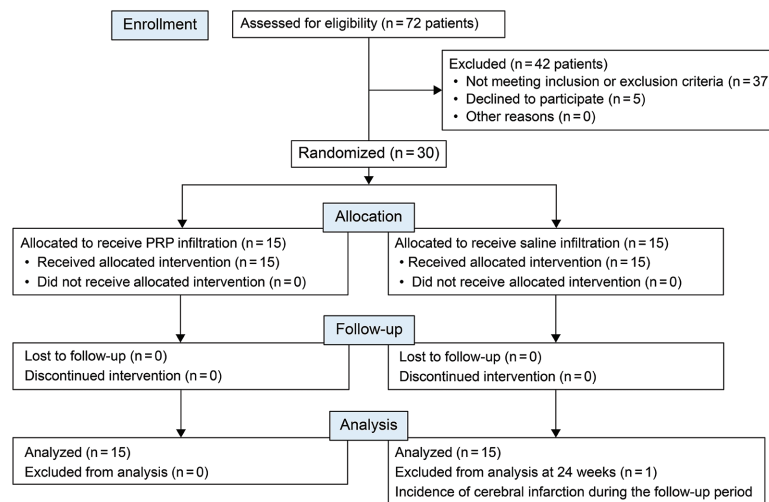 Enrollment
Assessed for eligibility (n=72 patients)
Excluded (n=42 patients)
• Not meeting inclusion or exclusion criteria (n=37
• Declined to participate (n=5)
• Other reasons (n=0)
Randomized (n=30)
Allocation
Allocated to receive PRP infiltration (n=15)
• Received allocated intervention (n=15)
• Did not receive allocated intervention (n=0)
Allocated to receive saline infiltration (n=15)
• Received allocated intervention (n=15)
• Did not receive allocated intervention (n=0)
Follow-up
Lost to follow-up (n=0)
Discontinued intervention (n=0)
Lost to follow-up (n=0)
Discontinued intervention (n=0)
Analysis
Analyzed (n=15)
Excluded from analysis (n=0)
Analyzed (n=15)
Excluded from analysis at 24 weeks (n=1)
Incidence of cerebral infarction during the follow-up period